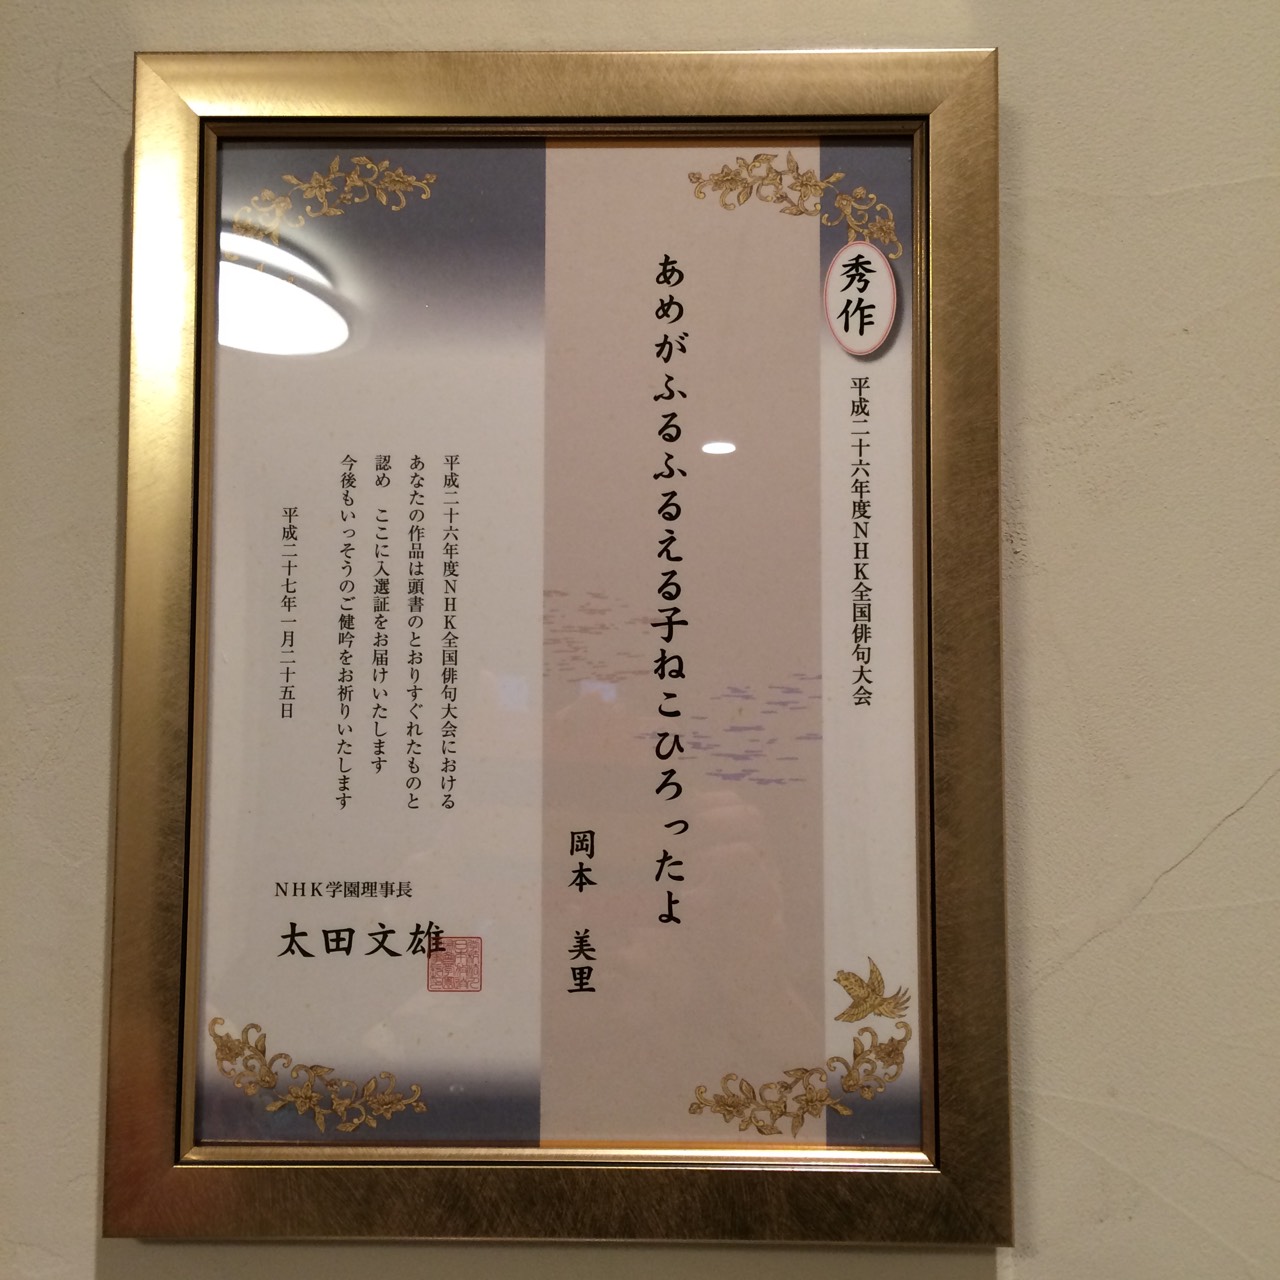 秀作
平成二十六年度NHK全国俳句大会
あめがふるふるえる子ねこひろったよ
岡本 美里
平成二十六年度NHK全国俳句大会における
あなたの作品は頭書のとおりすぐれたものと
認め ここに入選証をお届けいたします
今後もいっそうのご健吟をお祈りいたします
平成二十七年一月二十五日
NHK学園理事長
太田文雄